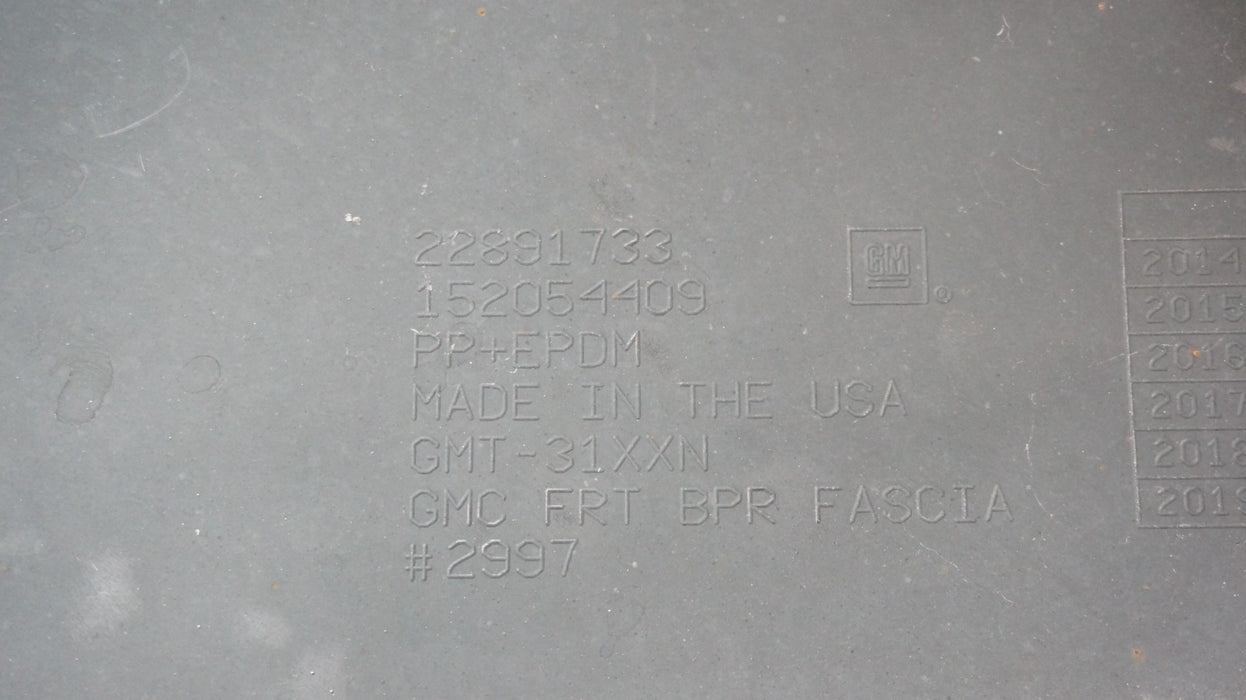 22891733
152054409
PP+EPDM
MADE IN THE USA
GMT-31XXN
GMC FRT BPR FASCIA
#2997
GM
®
2014
2015
2016
2017
2018
2019